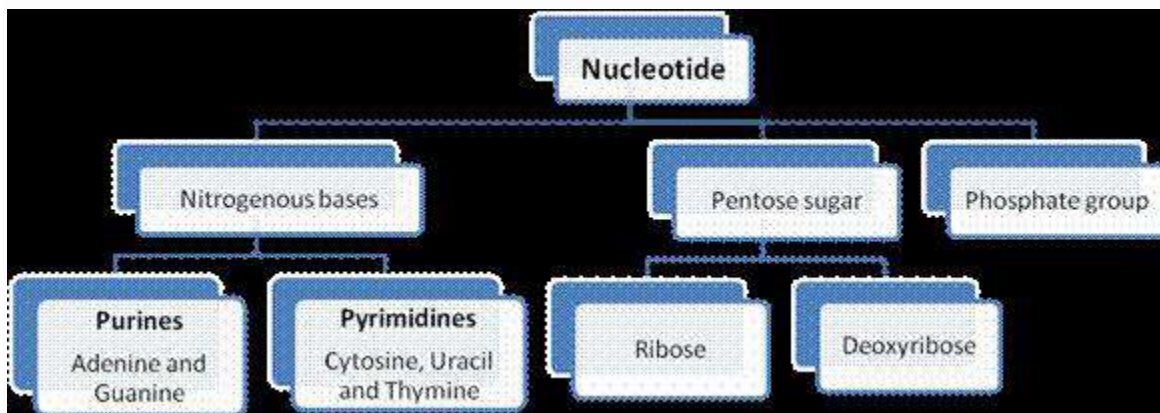 Nucleotide
Nitrogenous bases
Pentose sugar
Phosphate group
Purines
Adenine and
Guanine
Pyrimidines
Cytosine, Uracil
and Thymine
Ribose
Deoxyribose